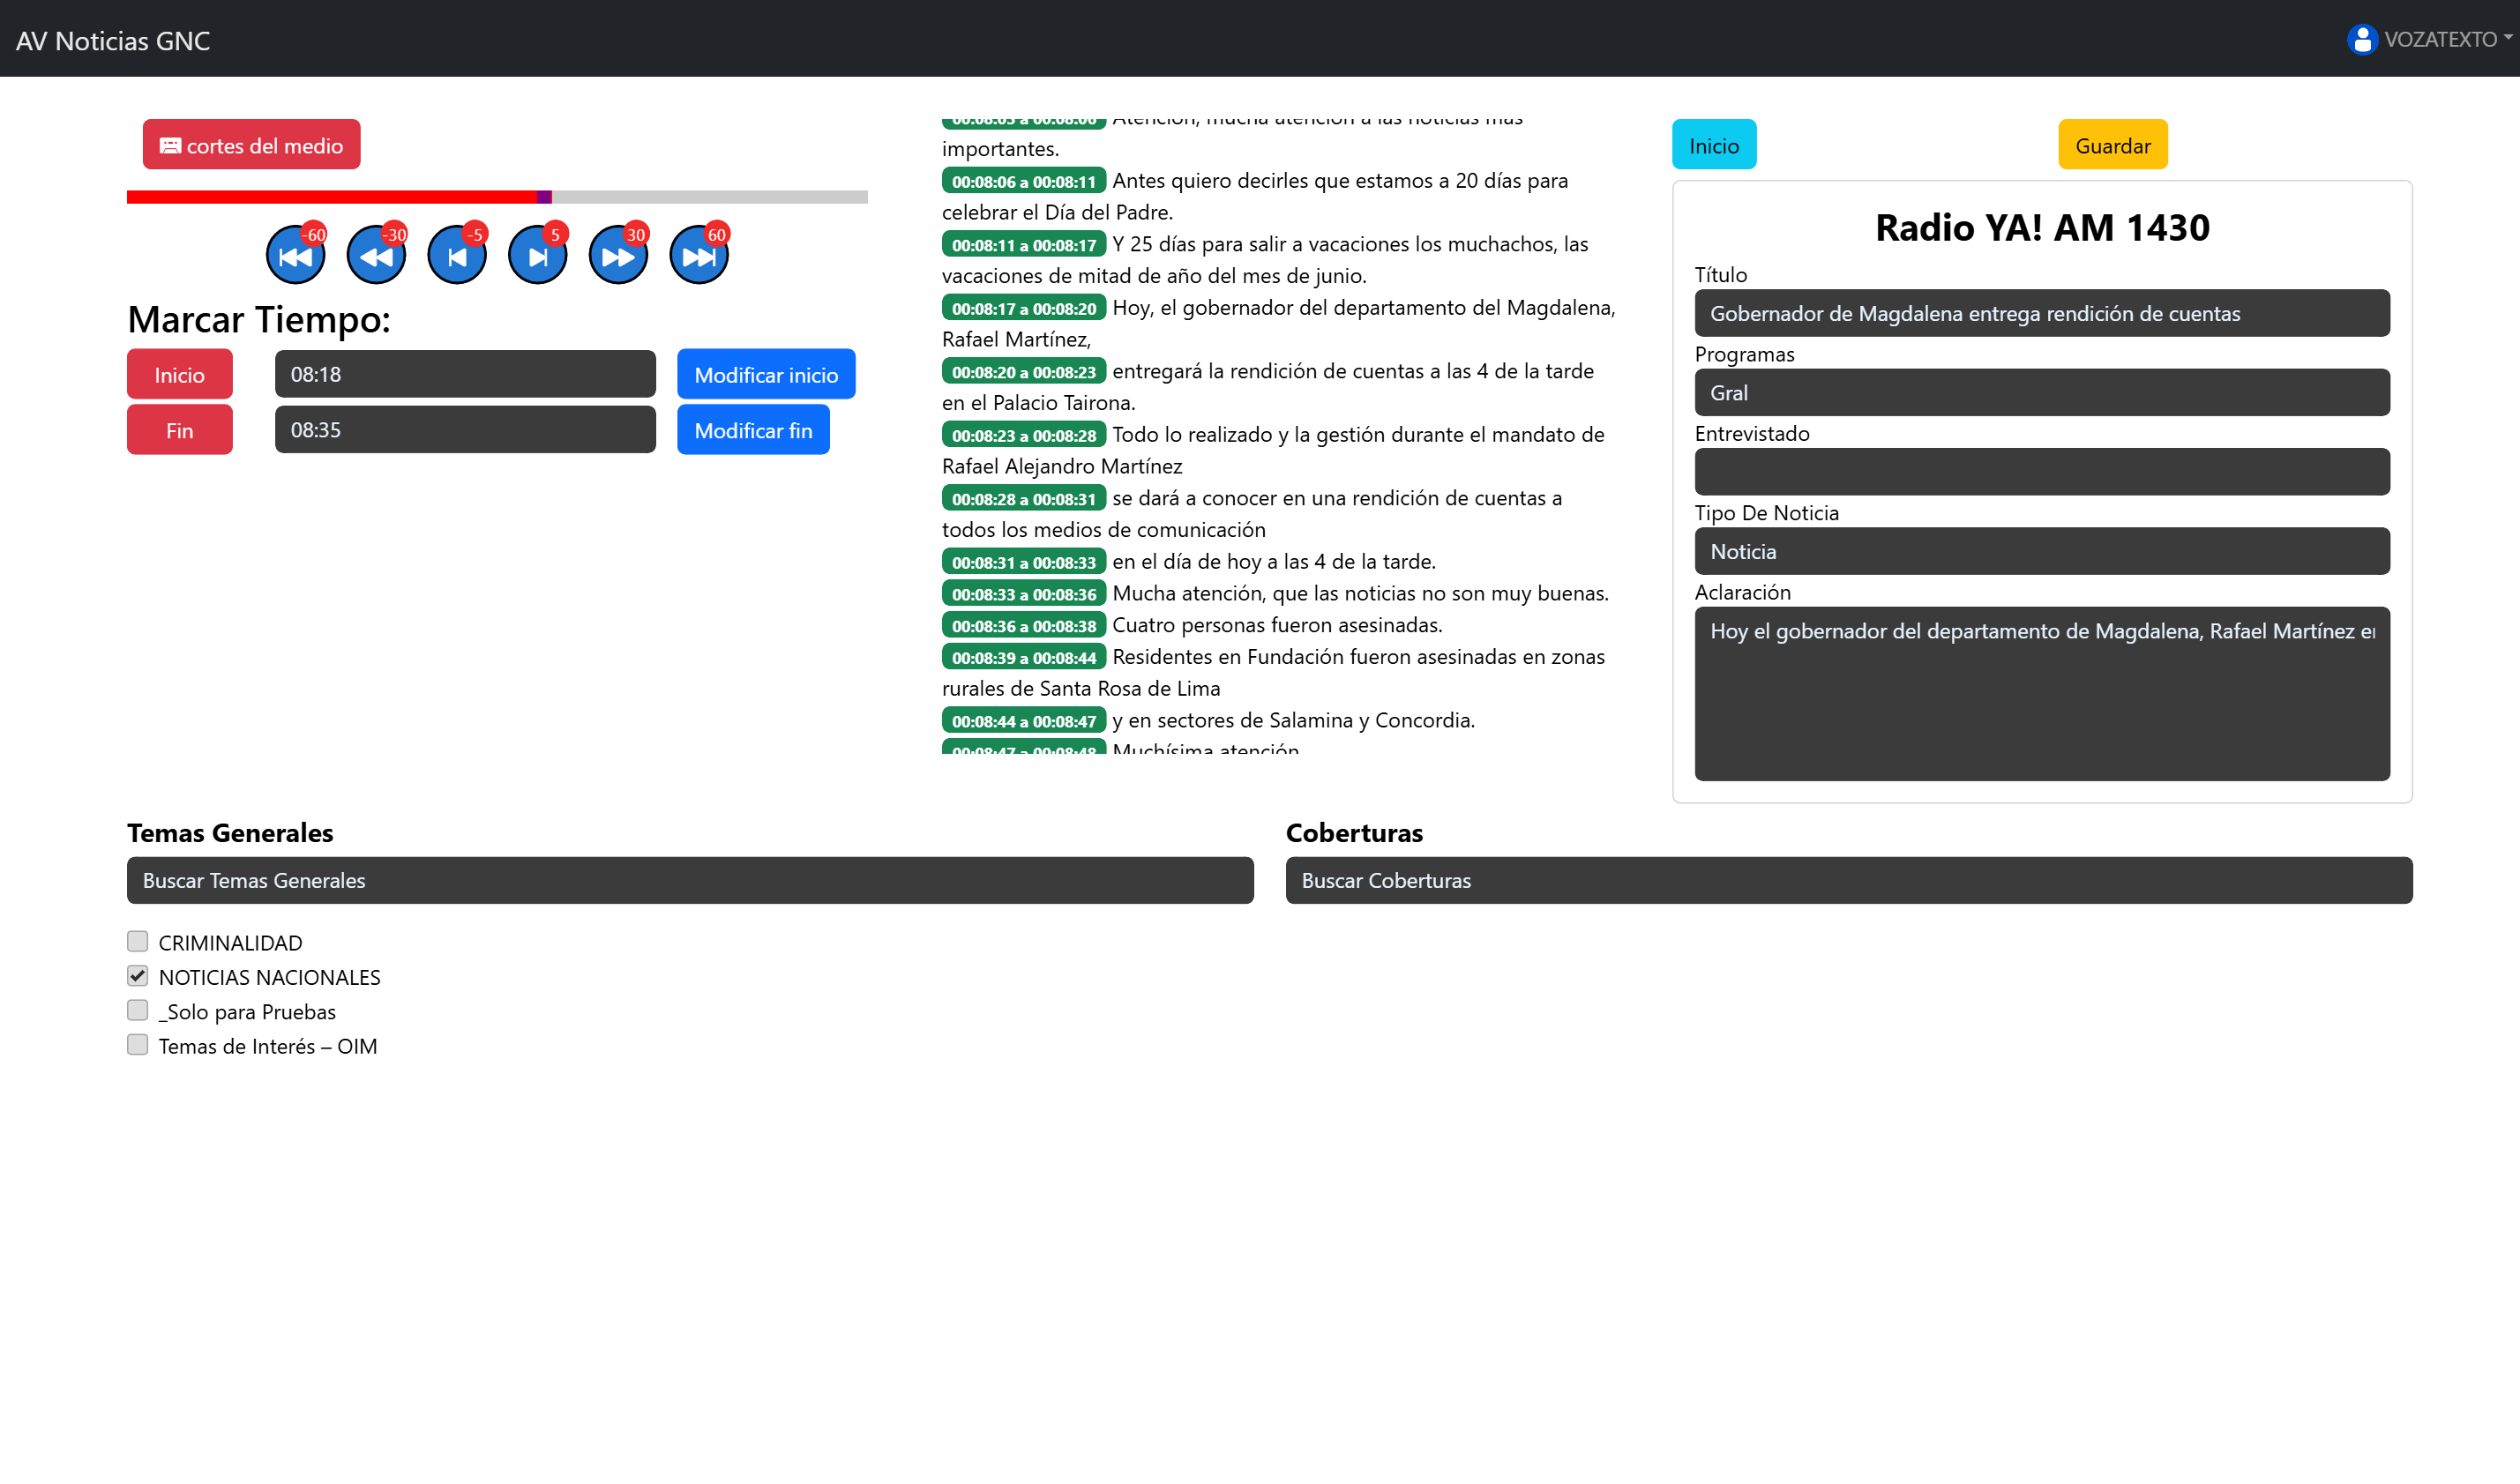 AV Noticias GNC
VOZATEXTO
cortes del medio
-60
-30
-5
5
30
60
Marcar Tiempo:
Inicio
08:18
Modificar inicio
Fin
08:35
Modificar fin
00:08:03 a 00:08:06 Atención, mucha atención a las noticias más
importantes.
00:08:06 a 00:08:11 Antes quiero decirles que estamos a 20 días para
celebrar el Día del Padre.
00:08:11 a 00:08:17 Y 25 días para salir a vacaciones los muchachos, las
vacaciones de mitad de año del mes de junio.
00:08:17 a 00:08:20 Hoy, el gobernador del departamento del Magdalena,
Rafael Martínez,
00:08:20 a 00:08:23 entregará la rendición de cuentas a las 4 de la tarde
en el Palacio Tairona.
00:08:23 a 00:08:28 Todo lo realizado y la gestión durante el mandato de
Rafael Alejandro Martínez
00:08:28 a 00:08:31 se dará a conocer en una rendición de cuentas a
todos los medios de comunicación
00:08:31 a 00:08:33 en el día de hoy a las 4 de la tarde.
00:08:33 a 00:08:36 Mucha atención, que las noticias no son muy buenas.
00:08:36 a 00:08:38 Cuatro personas fueron asesinadas.
00:08:39 a 00:08:44 Residentes en Fundación fueron asesinadas en zonas
rurales de Santa Rosa de Lima
00:08:44 a 00:08:47 y en sectores de Salamina y Concordia.
00:08:47 a 00:08:48 Muchísima atención
Inicio
Guardar
Radio YA! AM 1430
Título
Gobernador de Magdalena entrega rendición de cuentas
Programas
Gral
Entrevistado
Tipo De Noticia
Noticia
Aclaración
Hoy el gobernador del departamento de Magdalena, Rafael Martínez
Temas Generales
Buscar Temas Generales
CRIMINALIDAD
NOTICIAS NACIONALES
_Solo para Pruebas
Temas de Interés – OIM
Coberturas
Buscar Coberturas